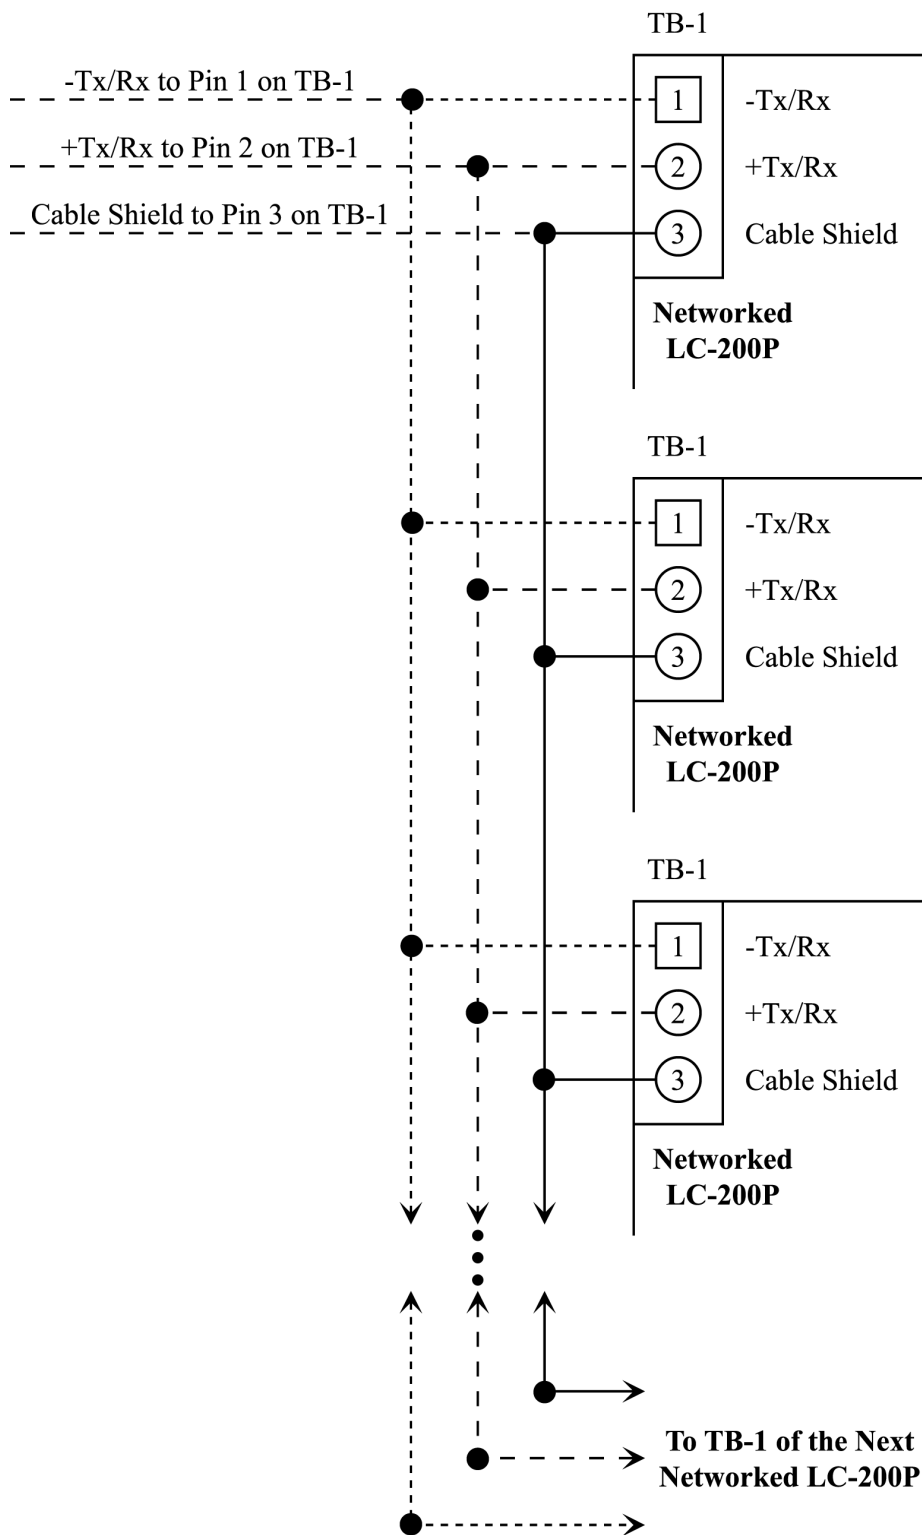 TB-1
-Tx/Rx to Pin 1 on TB-1
1 -Tx/Rx
+Tx/Rx to Pin 2 on TB-1
2 +Tx/Rx
Cable Shield to Pin 3 on TB-1
3 Cable Shield
Networked
LC-200P
TB-1
1 -Tx/Rx
2 +Tx/Rx
3 Cable Shield
Networked
LC-200P
TB-1
1 -Tx/Rx
2 +Tx/Rx
3 Cable Shield
Networked
LC-200P
To TB-1 of the Next
Networked LC-200P